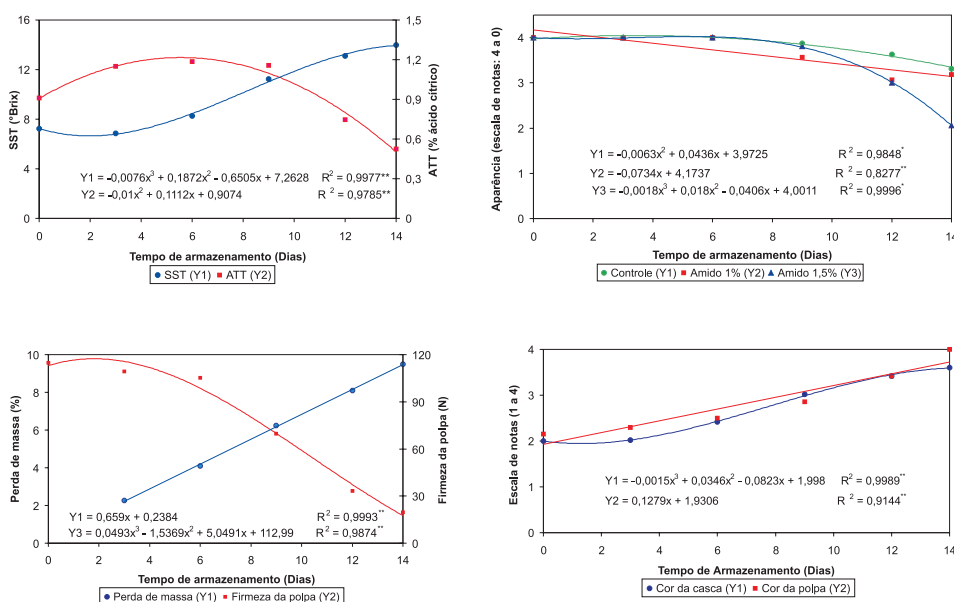 16
12
8
4
0
SST (°Brix)
1,5
1,2
0,9
0,6
0,3
0
ATT (% ácido cítrico)
Y1 = -0,0076x³ + 0,1872x² - 0,6505x + 7,2628 R² = 0,9977**
Y2 = -0,01x² + 0,1112x + 0,9074 R² = 0,9785**
0 2 4 6 8 10 12 14
Tempo de armazenamento (Dias)
SST (Y1) ATT (Y2)
4
3
2
1
0
Aparência (escala de notas: 4 a 0)
Y1 = -0,0063x² + 0,0436x + 3,9725 R² = 0,9848*
Y2 = -0,0734x + 4,1737 R² = 0,8277**
Y3 = -0,0018x³ + 0,018x² - 0,0406x + 4,0011 R² = 0,9996*
0 2 4 6 8 10 12 14
Tempo de armazenamento (Dias)
Controle (Y1) Amido 1% (Y2) Amido 1,5% (Y3)
10
8
6
4
2
0
Perda de massa (%)
120
90
60
30
0
Firmeza da polpa (N)
Y1 = 0,659x + 0,2384 R² = 0,9993**
Y3 = 0,0493x³ - 1,5369x² + 5,0491x + 112,99 R² = 0,9874**
0 2 4 6 8 10 12 14
Tempo de armazenamento (Dias)
Perda de massa (Y1) Firmeza da polpa (Y2)
4
3
2
1
0
Escala de notas (1 a 4)
Y1 = -0,0015x³ + 0,0346x² - 0,0823x + 1,998 R² = 0,9989**
Y2 = 0,1279x + 1,9306 R² = 0,9144**
0 2 4 6 8 10 12 14
Tempo de Armazenamento (Dias)
Cor da casca (Y1) Cor da polpa (Y2)